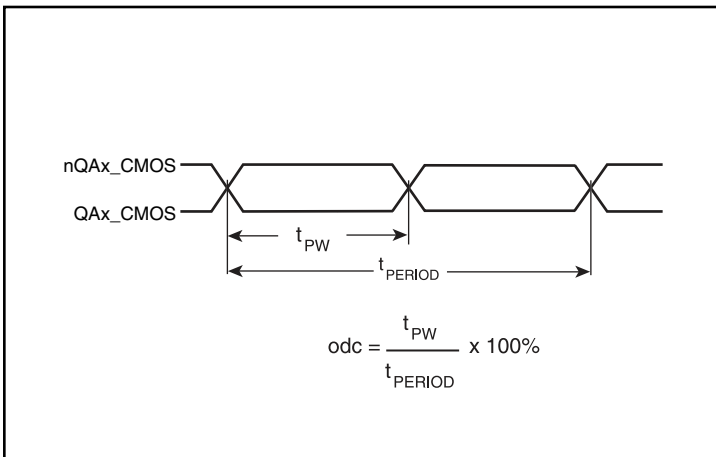 nQAx_CMOS
QAx_CMOS
tPW
tPERIOD
tPW
odc = x 100%
tPERIOD